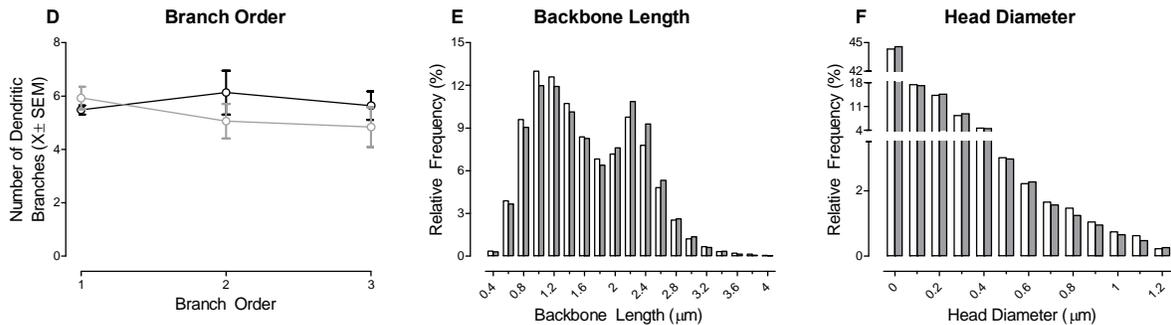 D Branch Order
Number of Dendritic
Branches (X± SEM)
8
6
4
2
0
1 2 3
Branch Order
E Backbone Length
Relative Frequency (%)
15
12
9
6
3
0
0.4 0.8 1.2 1.6 2 2.4 2.8 3.2 3.6 4
Backbone Length (μm)
F Head Diameter
Relative Frequency (%)
45
42
18
11
4
2
0
0 0.2 0.4 0.6 0.8 1 1.2
Head Diameter (μm)